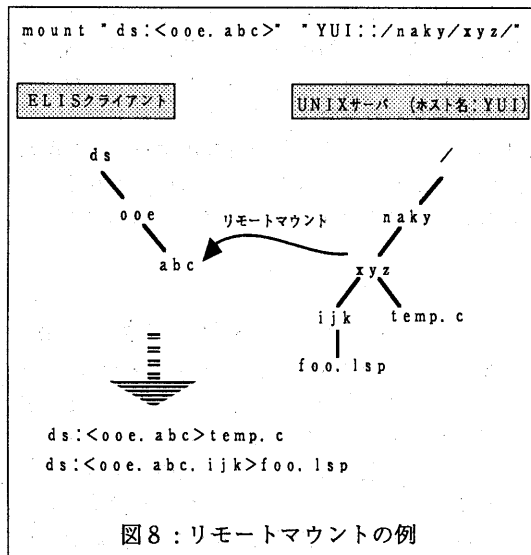 mount "ds:<ooe.abc>" "YUI::/naky/xyz/"
ELISクライアント
UNIXサーバ (ホスト名:YUI)
ds
/
ooe
naky
リモートマウント
abc
xyz
ijk
temp.c
foo.lsp
ds:<ooe.abc>temp.c
ds:<ooe.abc.ijk>foo.lsp
図8:リモートマウントの例